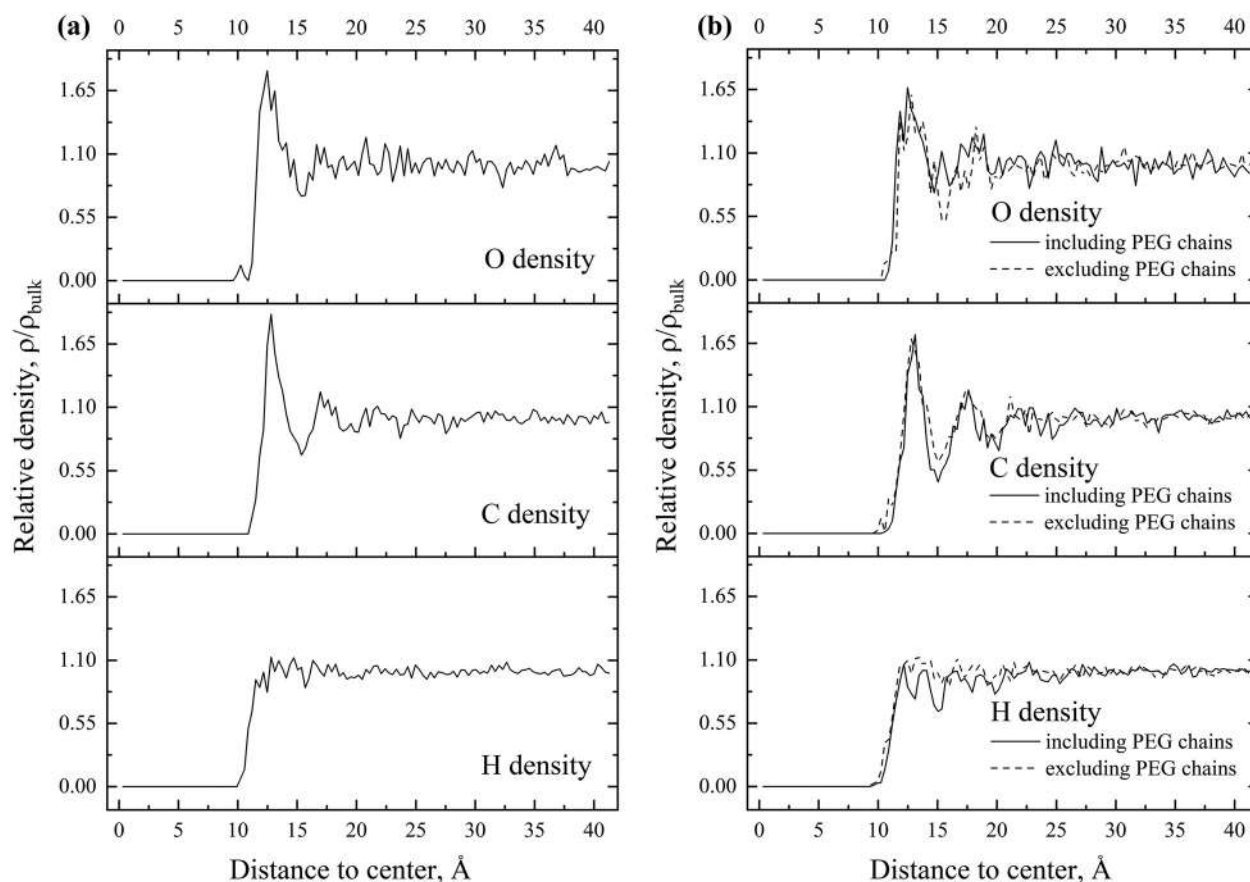 (a)
0 5 10 15 20 25 30 35 40
1.65
1.10
0.55
0.00
O density
1.65
1.10
0.55
0.00
C density
1.65
1.10
0.55
0.00
H density
0 5 10 15 20 25 30 35 40
Relative density, ρ/ρbulk
Distance to center, Å
(b)
0 5 10 15 20 25 30 35 40
1.65
1.10
0.55
0.00
O density
including PEG chains
excluding PEG chains
1.65
1.10
0.55
0.00
C density
including PEG chains
excluding PEG chains
1.65
1.10
0.55
0.00
H density
including PEG chains
excluding PEG chains
0 5 10 15 20 25 30 35 40
Relative density, ρ/ρbulk
Distance to center, Å